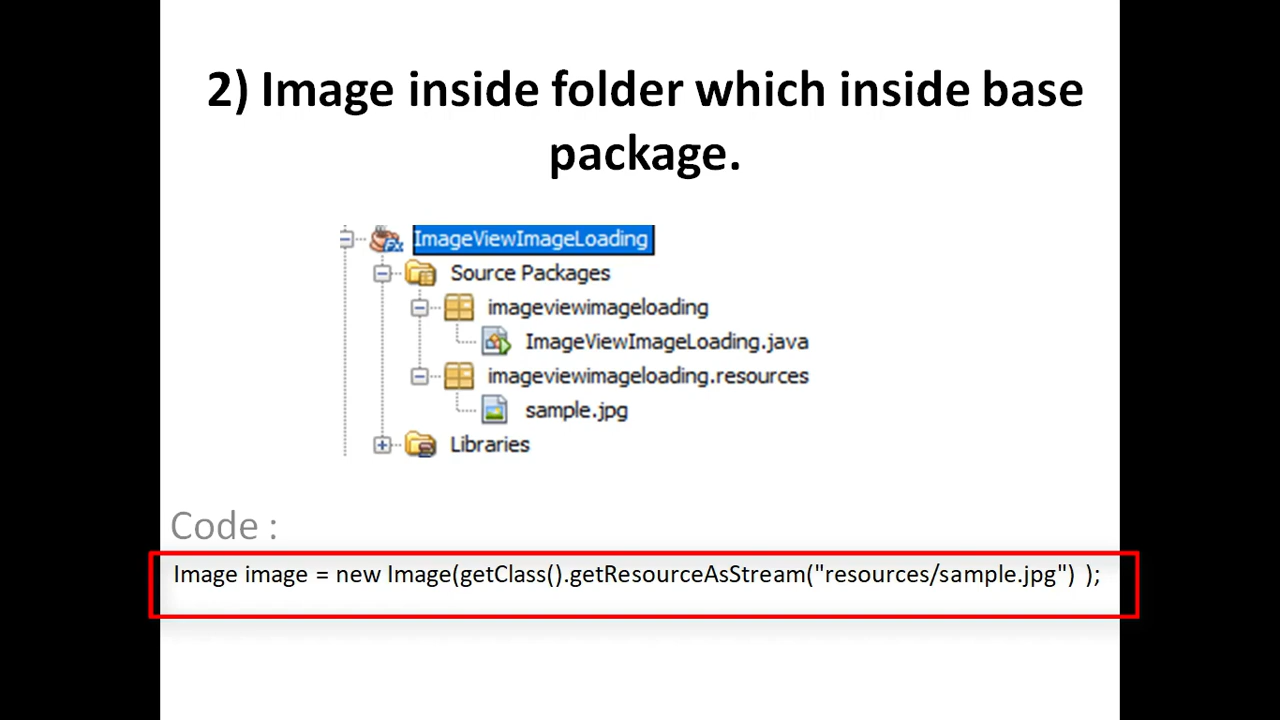 2) Image inside folder which inside base
package.
ImageViewImageLoading
Source Packages
imageviewimageloading
ImageViewImageLoading.java
imageviewimageloading.resources
sample.jpg
Libraries
Code :
Image image = new Image(getClass().getResourceAsStream("resources/sample.jpg") );